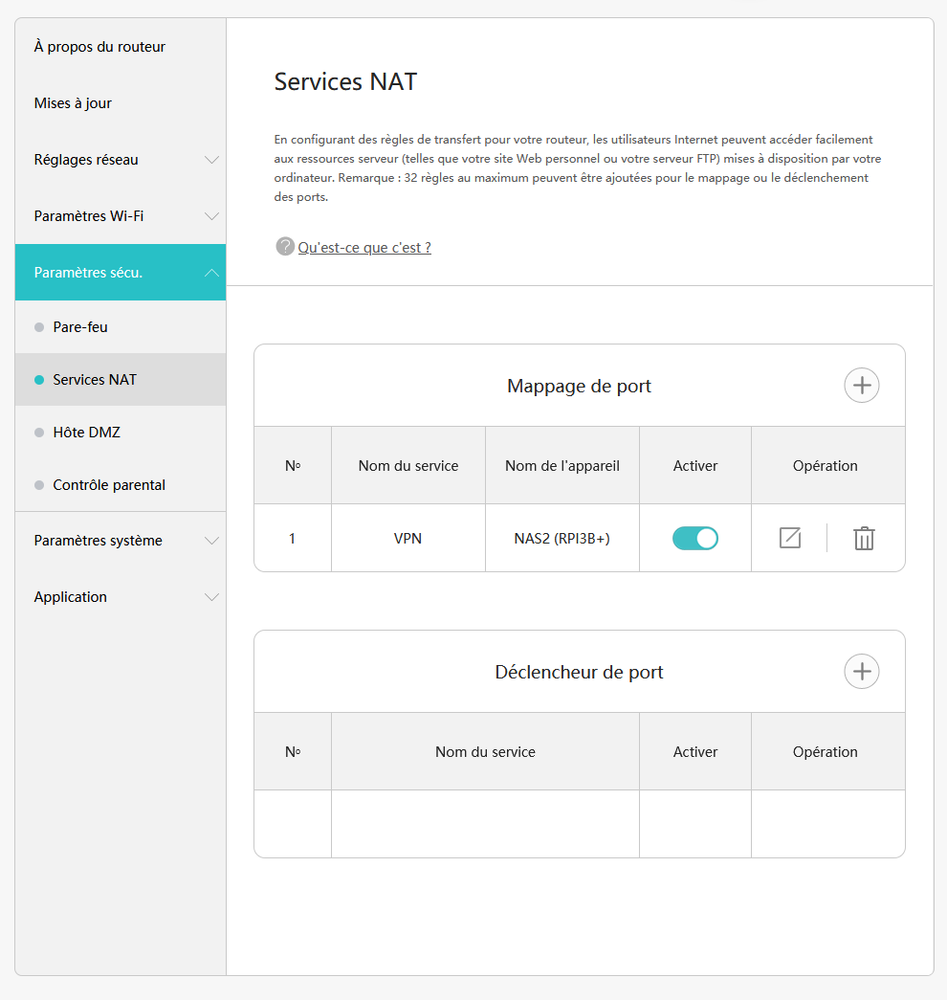 À propos du routeur
Mises à jour
Réglages réseau
Paramètres Wi-Fi
Paramètres sécu.
Pare-feu
Services NAT
Hôte DMZ
Contrôle parental
Paramètres système
Application
Services NAT
En configurant des règles de transfert pour votre routeur, les utilisateurs Internet peuvent accéder facilement
aux ressources serveur (telles que votre site Web personnel ou votre serveur FTP) mises à disposition par votre
ordinateur. Remarque : 32 règles au maximum peuvent être ajoutées pour le mappage ou le déclenchement
des ports.
? Qu'est-ce que c'est ?
Mappage de port
Nº Nom du service Nom de l'appareil Activer Opération
1 VPN NAS2 (RPI3B+)
Déclencheur de port
Nº Nom du service Activer Opération